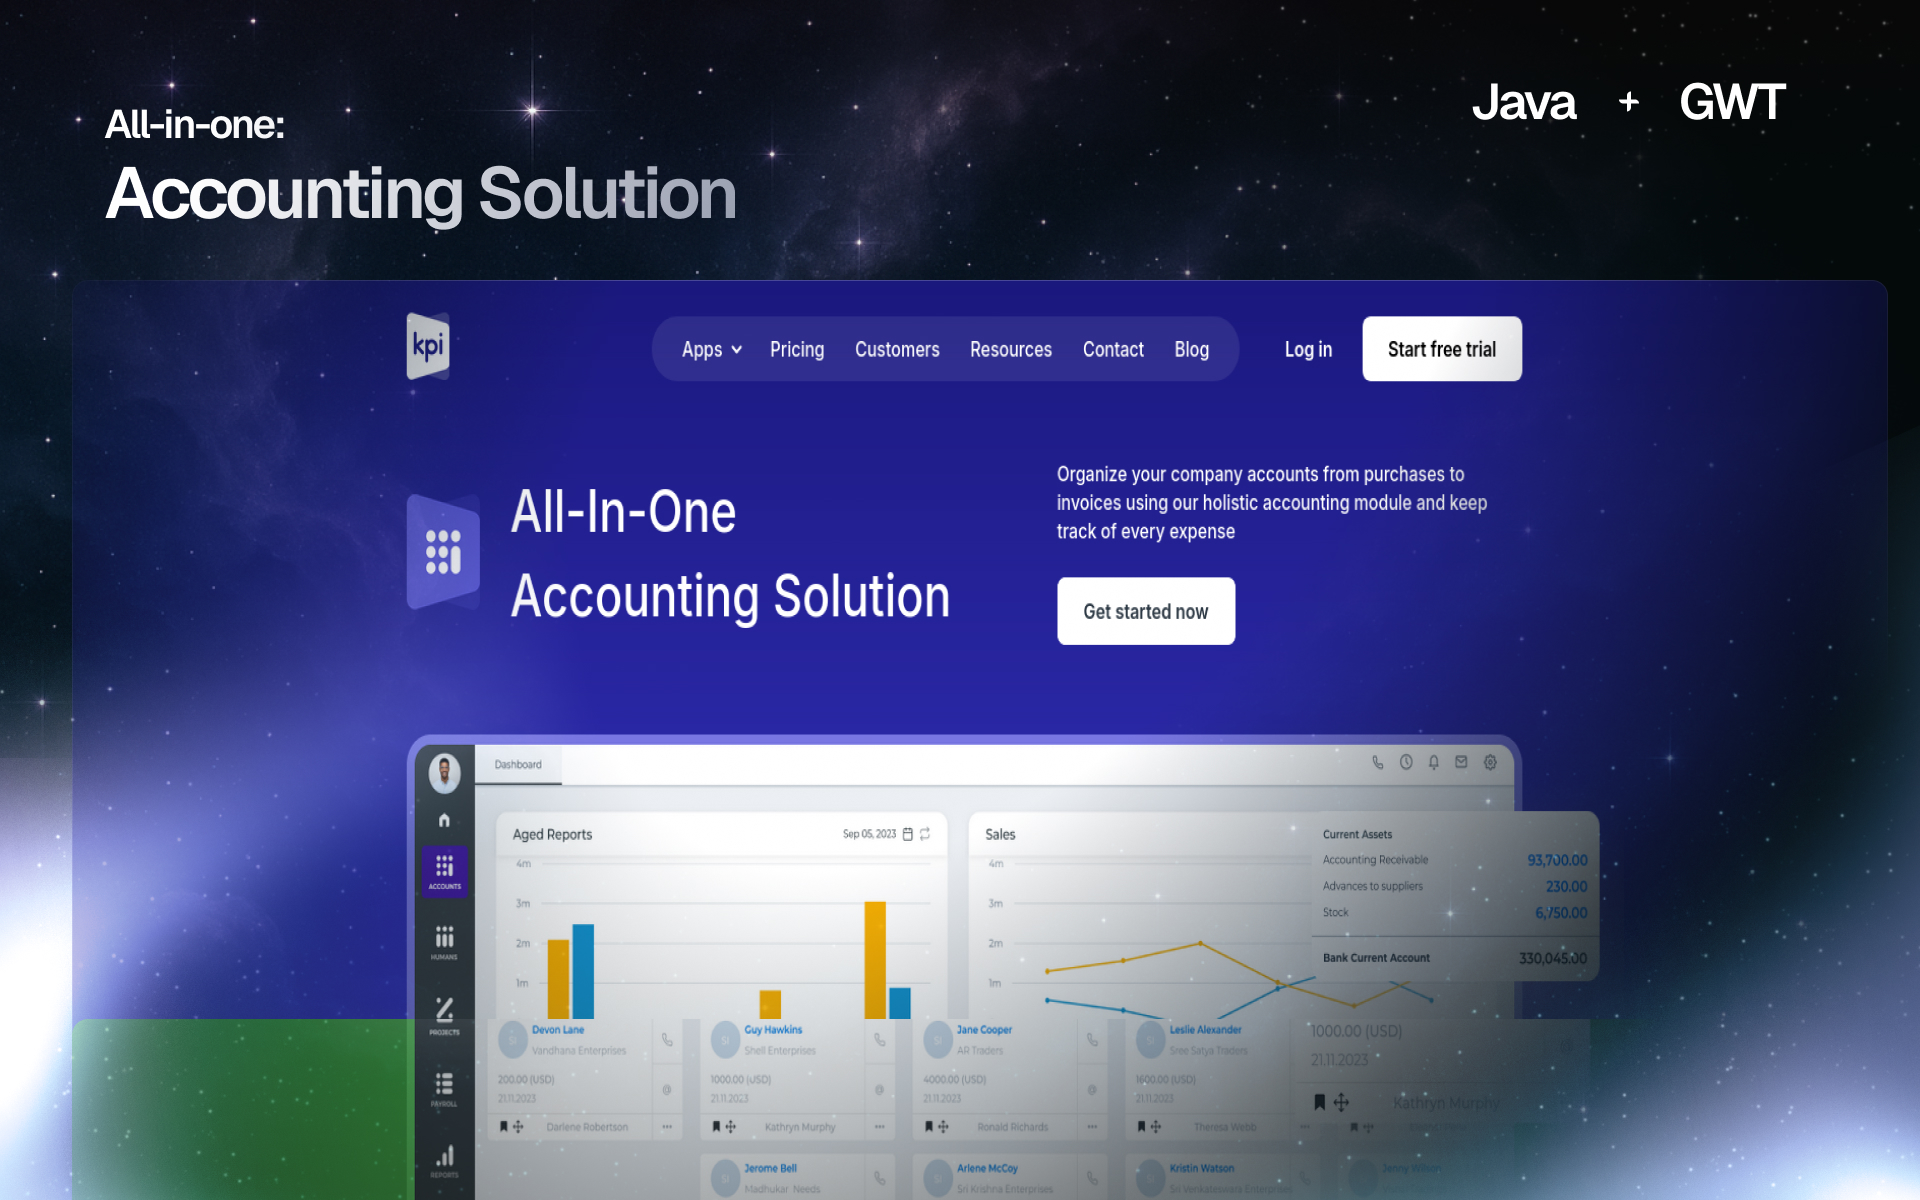 All-in-one:
Accounting Solution
Java + GWT
kpi
Apps Pricing Customers Resources Contact Blog
Log in
Start free trial
All-In-One
Accounting Solution
Organize your company accounts from purchases to
invoices using our holistic accounting module and keep
track of every expense
Get started now
Dashboard
ACCOUNTS
HUMANS
PROJECTS
PAYROLL
REPORTS
Aged Reports
Sep 05, 2023
4m
3m
2m
1m
Sales
4m
3m
2m
1m
Current Assets
Accounting Receivable 93,700.00
Advances to suppliers 230.00
Stock 6,750.00
Bank Current Account 330,045.00
Devon Lane
Vandhana Enterprises
200.00 (USD)
21.11.2023
Darlene Robertson
Guy Hawkins
Shell Enterprises
1000.00 (USD)
21.11.2023
Kathryn Murphy
Jane Cooper
AR Traders
4000.00 (USD)
21.11.2023
Ronald Richards
Leslie Alexander
Sree Satya Traders
1600.00 (USD)
21.11.2023
Theresa Webb
1000.00 (USD)
21.11.2023
Kathryn Murphy
Jerome Bell
Madhukar Needs
Arlene McCoy
Sri Krishna Enterprises
Kristin Watson
Sri Venkateswara Enterprises
Jenny Wilson